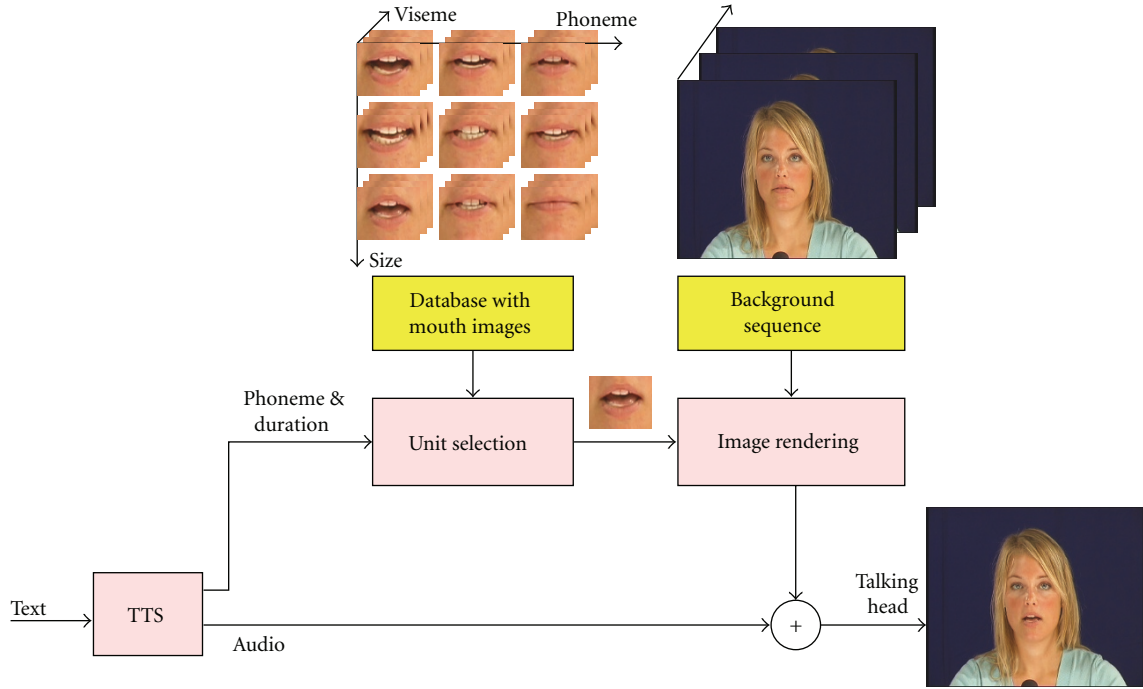 Viseme
Phoneme
Size
Database with
mouth images
Background
sequence
Phoneme &
duration
Unit selection
Image rendering
Text
TTS
Audio
+
Talking
head